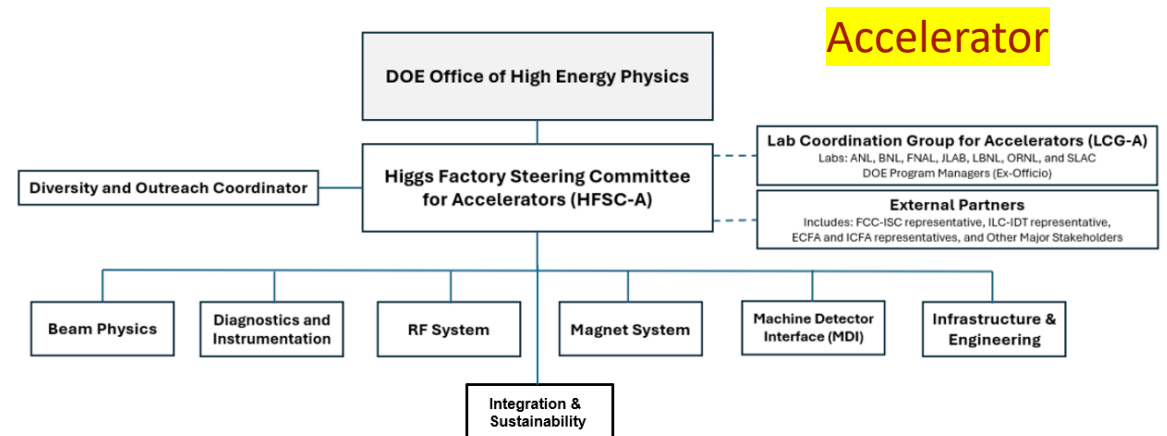 Accelerator
DOE Office of High Energy Physics
Lab Coordination Group for Accelerators (LCG-A)
Labs: ANL, BNL, FNAL, JLAB, LBNL, ORNL, and SLAC
DOE Program Managers (Ex-Officio)
Diversity and Outreach Coordinator
Higgs Factory Steering Committee
for Accelerators (HFSC-A)
External Partners
Includes: FCC-ISC representative, ILC-IDT representative,
ECFA and ICFA representatives, and Other Major Stakeholders
Beam Physics
Diagnostics and
Instrumentation
RF System
Magnet System
Machine Detector
Interface (MDI)
Infrastructure &
Engineering
Integration &
Sustainability